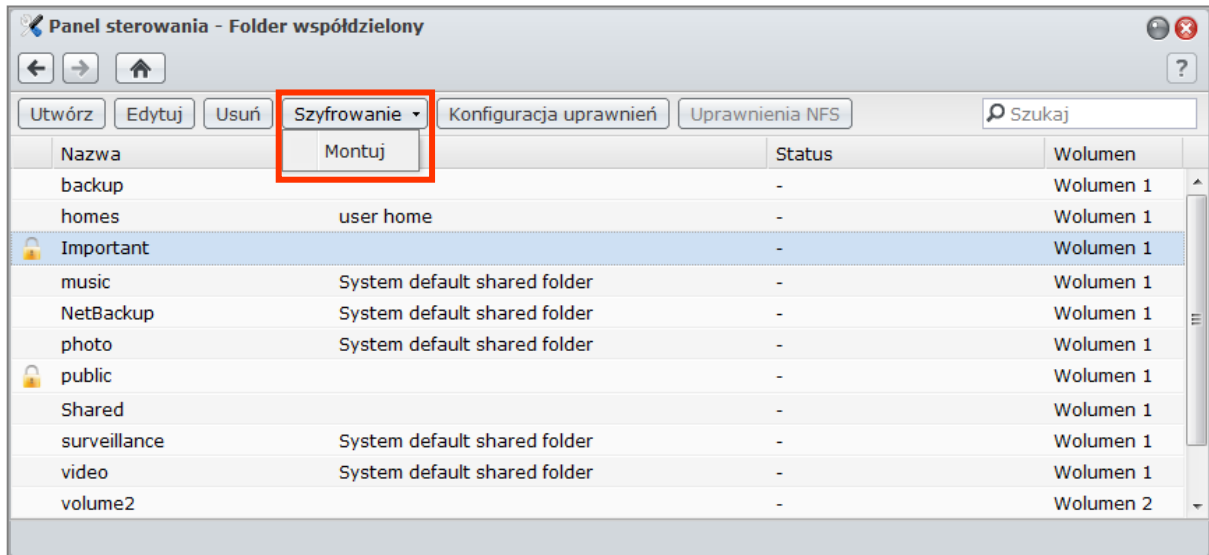 Panel sterowania - Folder współdzielony
?
Utwórz Edytuj Usuń Szyfrowanie Konfiguracja uprawnień Uprawnienia NFS Szukaj
Montuj
Nazwa Status Wolumen
backup - Wolumen 1
homes user home - Wolumen 1
Important - Wolumen 1
music System default shared folder - Wolumen 1
NetBackup System default shared folder - Wolumen 1
photo System default shared folder - Wolumen 1
public - Wolumen 1
Shared - Wolumen 1
surveillance System default shared folder - Wolumen 1
video System default shared folder - Wolumen 1
volume2 - Wolumen 2